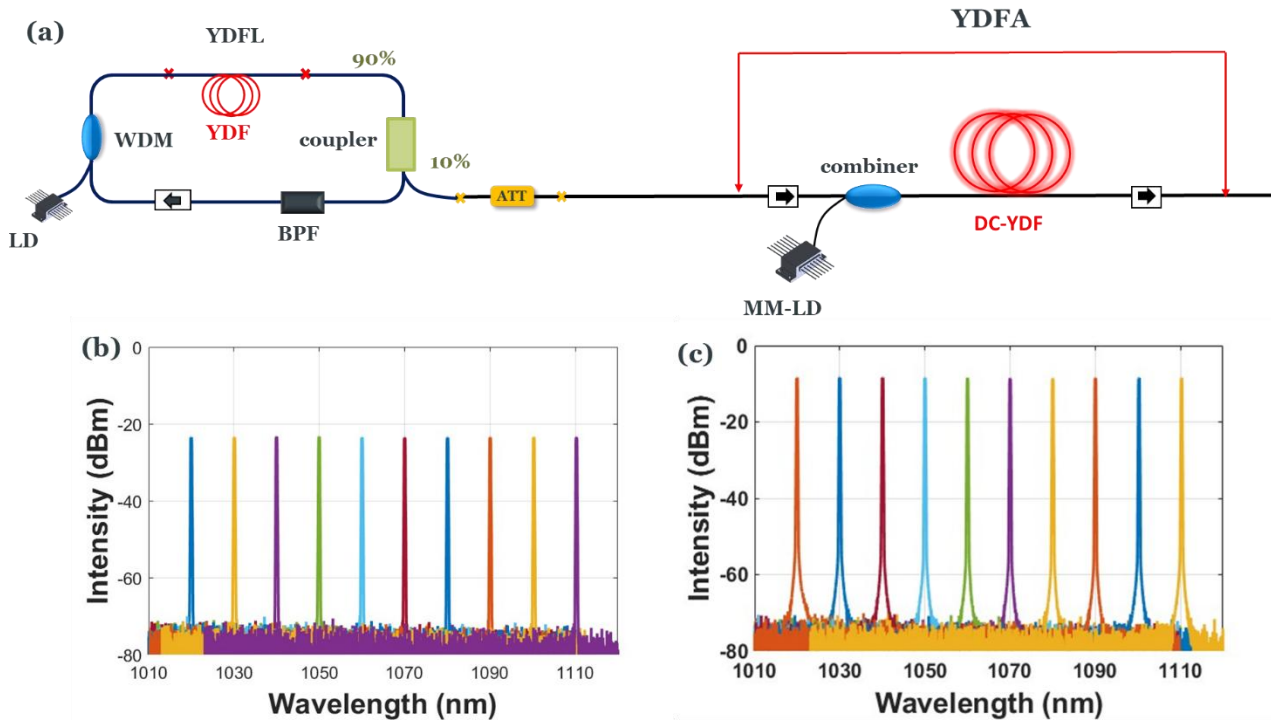 (a)
YDFL
YDFA
90%
YDF
WDM
coupler
10%
combiner
ATT
LD
BPF
DC-YDF
MM-LD
(b)
0
-20
-40
-60
-80
Intensity (dBm)
1010 1030 1050 1070 1090 1110
Wavelength (nm)
(c)
0
-20
-40
-60
-80
Intensity (dBm)
1010 1030 1050 1070 1090 1110
Wavelength (nm)